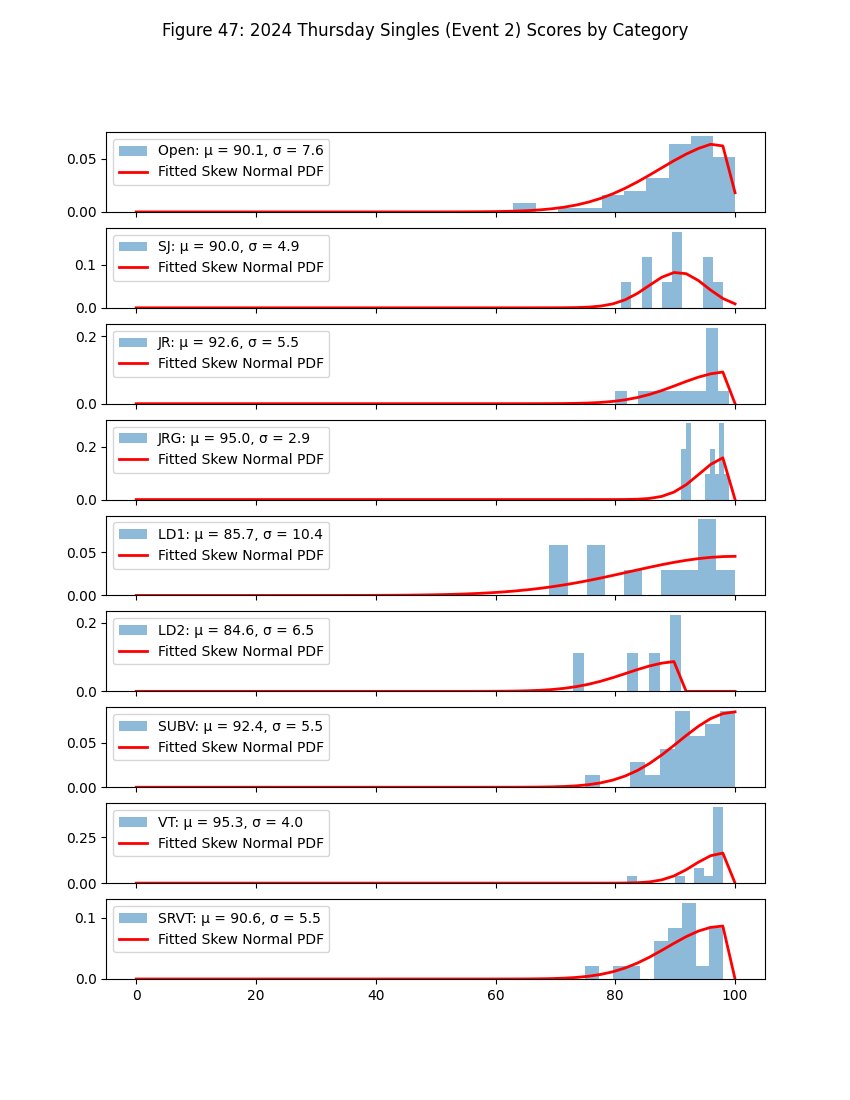 Figure 47: 2024 Thursday Singles (Event 2) Scores by Category
Open: μ = 90.1, σ = 7.6
Fitted Skew Normal PDF
0.05
0.00
SJ: μ = 90.0, σ = 4.9
Fitted Skew Normal PDF
0.1
0.0
JR: μ = 92.6, σ = 5.5
Fitted Skew Normal PDF
0.2
0.0
JRG: μ = 95.0, σ = 2.9
Fitted Skew Normal PDF
0.2
0.0
LD1: μ = 85.7, σ = 10.4
Fitted Skew Normal PDF
0.05
0.00
LD2: μ = 84.6, σ = 6.5
Fitted Skew Normal PDF
0.2
0.0
SUBV: μ = 92.4, σ = 5.5
Fitted Skew Normal PDF
0.05
0.00
VT: μ = 95.3, σ = 4.0
Fitted Skew Normal PDF
0.25
0.00
SRVT: μ = 90.6, σ = 5.5
Fitted Skew Normal PDF
0.1
0.0
0 20 40 60 80 100